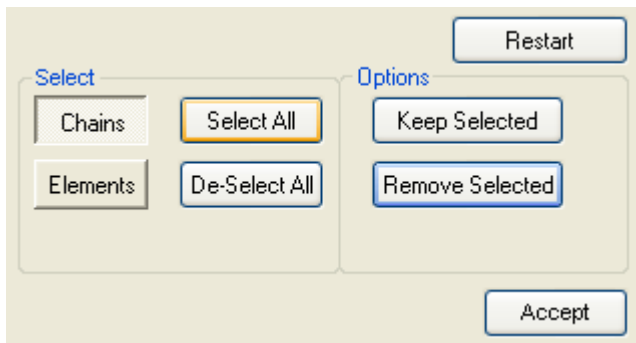 Restart
Select
Options
Chains
Select All
Keep Selected
Elements
De-Select All
Remove Selected
Accept